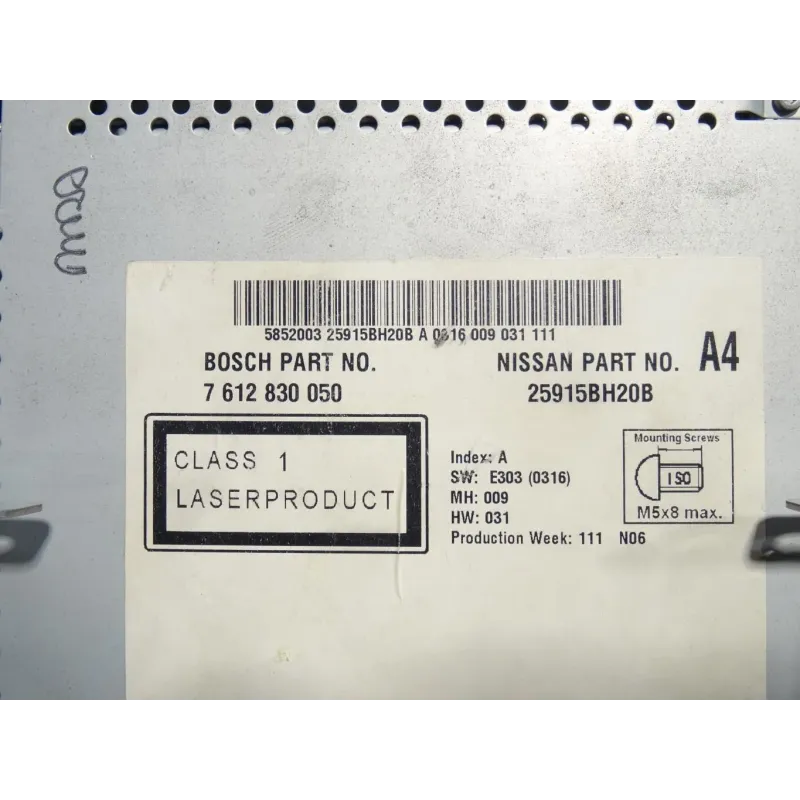 5852003 25915BH20B A 0316 009 031 111
BOSCH PART NO.
7 612 830 050
NISSAN PART NO. A4
25915BH20B
CLASS 1
LASERPRODUCT
Index: A
SW: E303 (0316)
MH: 009
HW: 031
Production Week: 111 N06
Mounting Screws
ISO
M5x8 max.